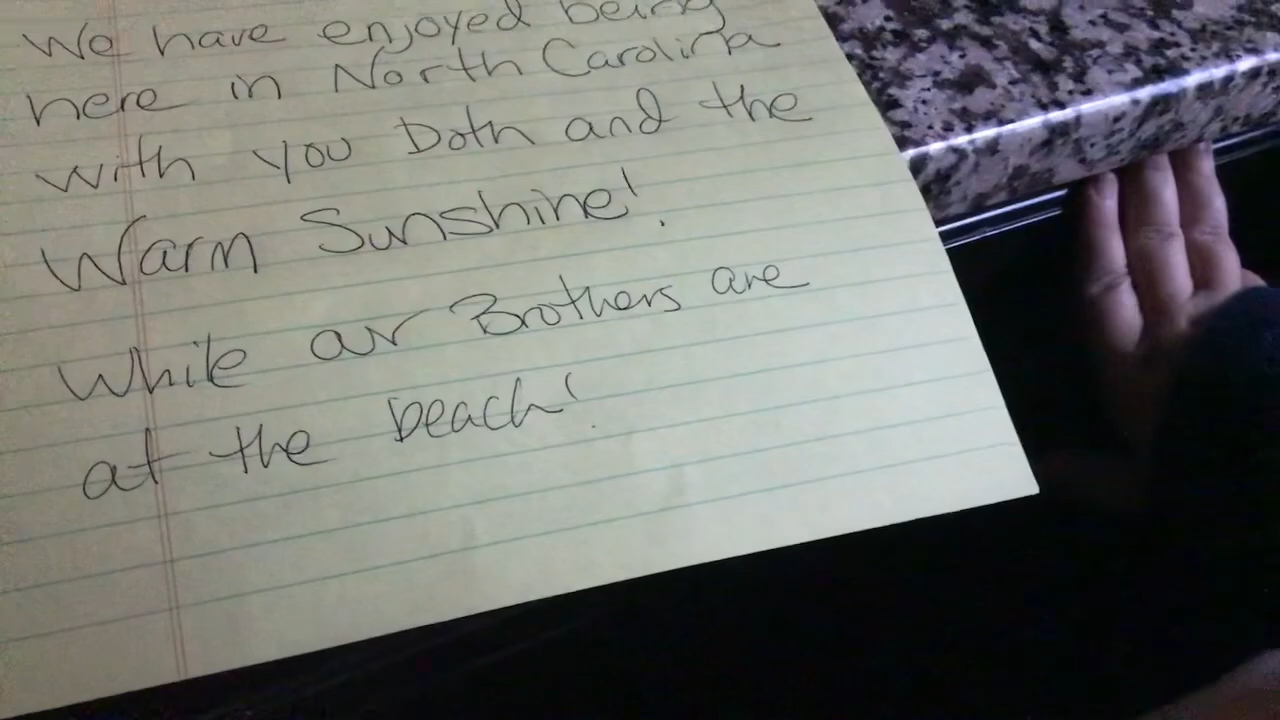 We have enjoyed being
here in North Carolina
with you Both and the
Warm Sunshine!
While our Brothers are
at the beach!